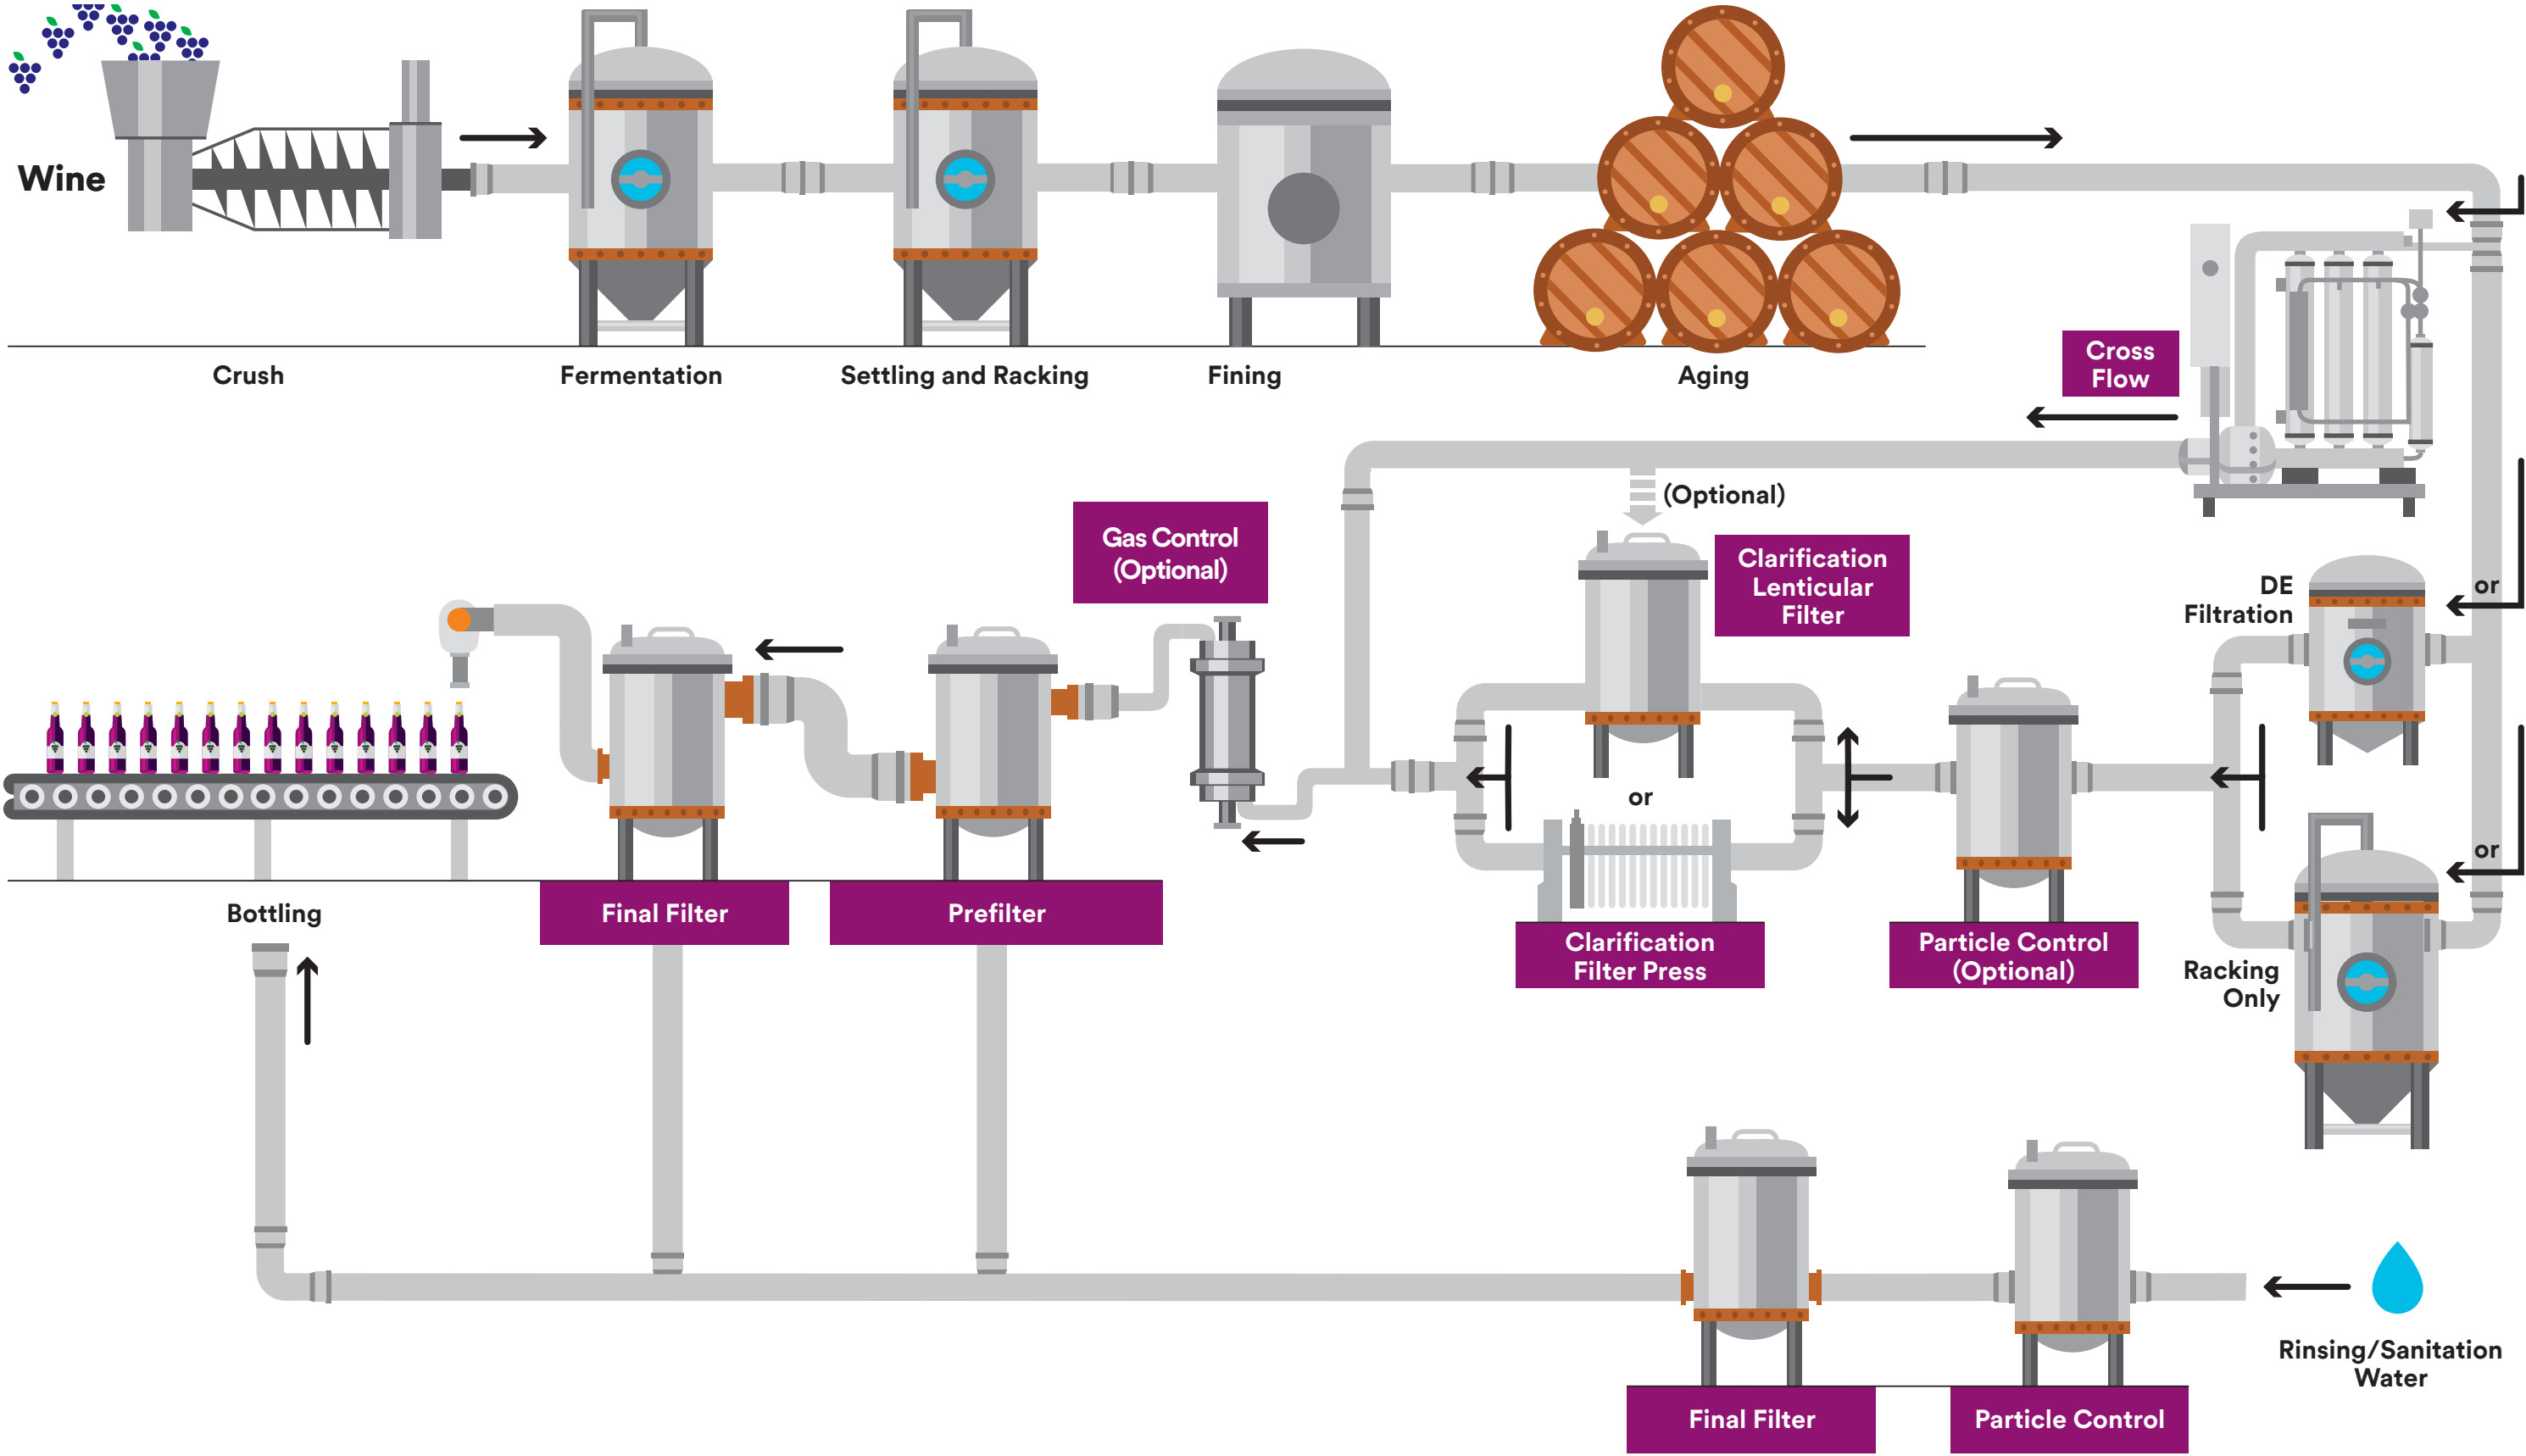 Wine
Crush
Fermentation
Settling and Racking
Fining
Aging
Cross
Flow
(Optional)
Gas Control
(Optional)
Clarification
Lenticular
Filter
DE
Filtration
or
or
or
Bottling
Final Filter
Prefilter
Clarification
Filter Press
Particle Control
(Optional)
Racking
Only
Rinsing/Sanitation
Water
Final Filter
Particle Control